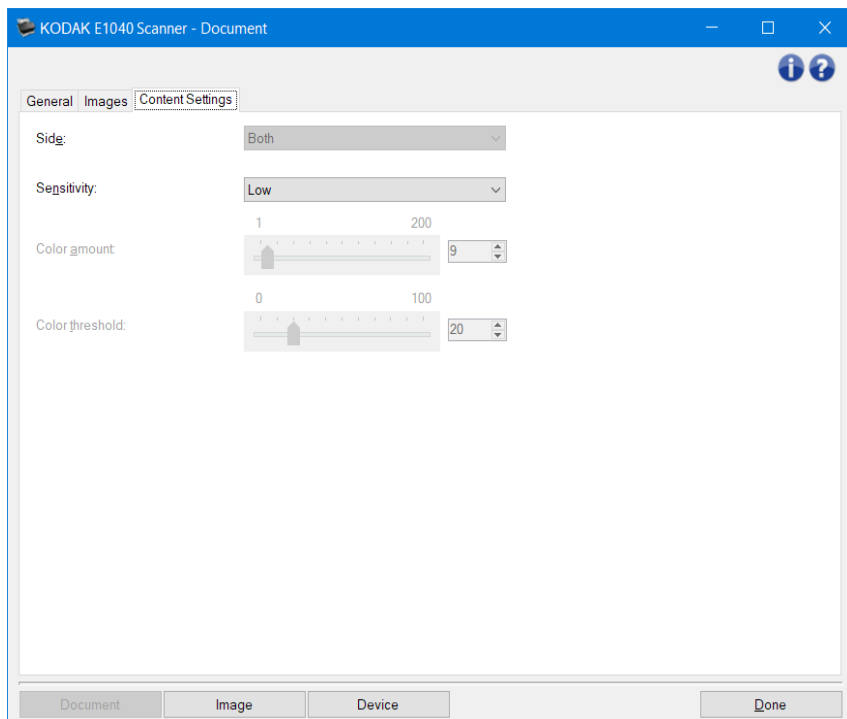 KODAK E1040 Scanner - Document
General Images Content Settings
Side: Both
Sensitivity: Low
1 200
Color amount: 9
0 100
Color threshold: 20
Document Image Device Done